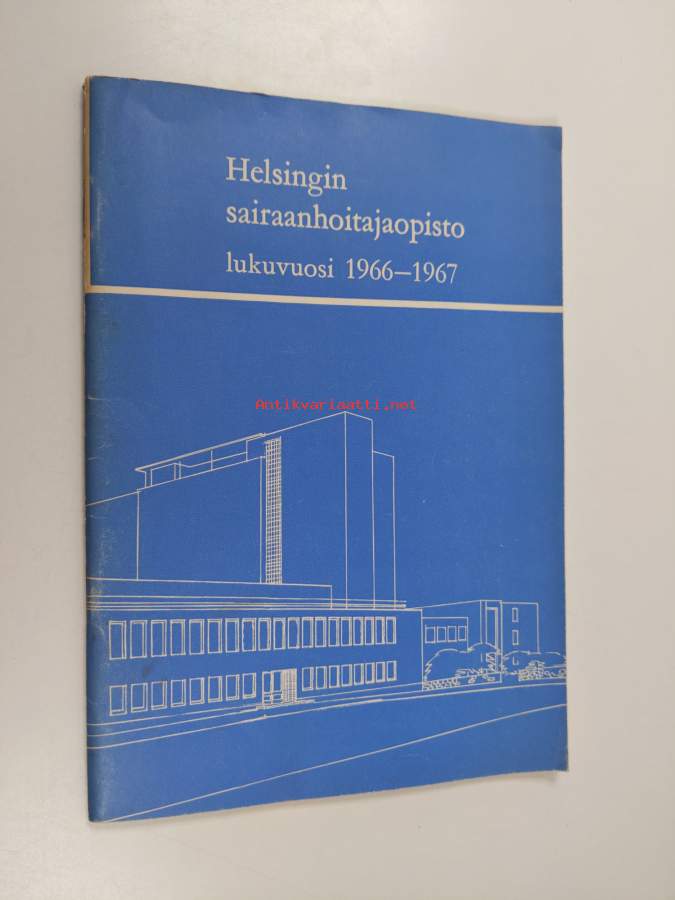 Helsingin
sairaanhoitajaopisto
lukuvuosi 1966–1967
Antikvariaatti.net